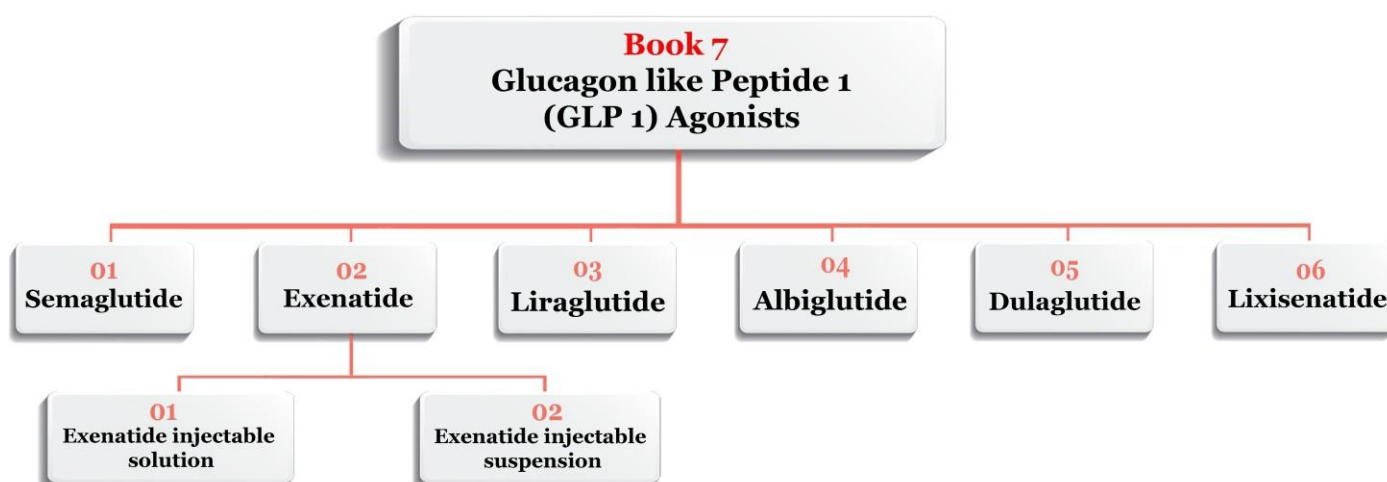 Book 7
Glucagon like Peptide 1
(GLP 1) Agonists
01
Semaglutide
02
Exenatide
03
Liraglutide
04
Albiglutide
05
Dulaglutide
06
Lixisenatide
01
Exenatide injectable
solution
02
Exenatide injectable
suspension